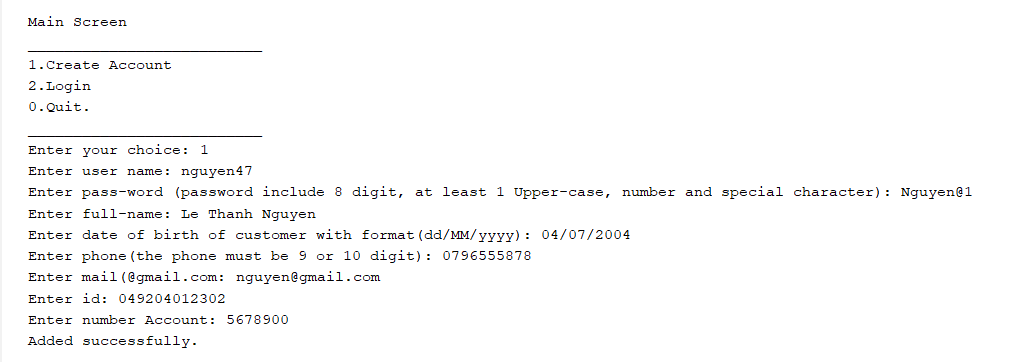 Main Screen
__________________________
1.Create Account
2.Login
0.Quit.
__________________________
Enter your choice: 1
Enter user name: nguyen47
Enter pass-word (password include 8 digit, at least 1 Upper-case, number and special character): Nguyen@1
Enter full-name: Le Thanh Nguyen
Enter date of birth of customer with format(dd/MM/yyyy): 04/07/2004
Enter phone(the phone must be 9 or 10 digit): 0796555878
Enter mail(@gmail.com: nguyen@gmail.com
Enter id: 049204012302
Enter number Account: 5678900
Added successfully.